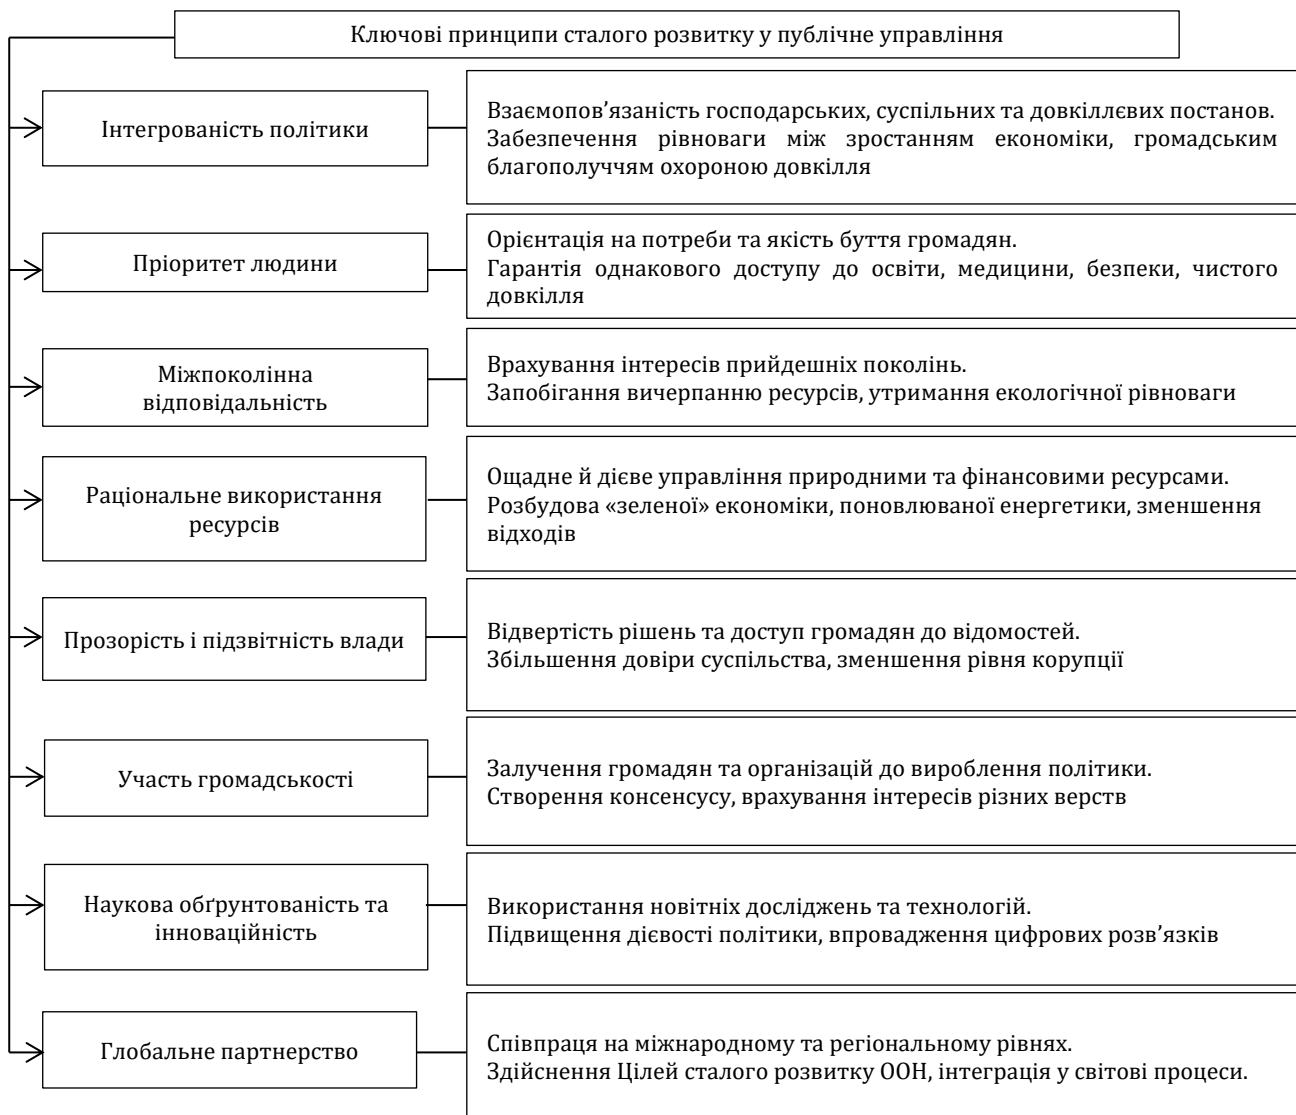 Ключові принципи сталого розвитку у публічне управління
Інтегрованість політики
Взаємопов’язаність господарських, суспільних та довкіллєвих постанов.
Забезпечення рівноваги між зростанням економіки, громадським
благополуччям охороною довкілля
Пріоритет людини
Орієнтація на потреби та якість буття громадян.
Гарантія однакового доступу до освіти, медицини, безпеки, чистого
довкілля
Міжпоколінна
відповідальність
Врахування інтересів прийдешніх поколінь.
Запобігання вичерпанню ресурсів, утримання екологічної рівноваги
Раціональне використання
ресурсів
Ощадне й дієве управління природними та фінансовими ресурсами.
Розбудова «зеленої» економіки, поновлюваної енергетики, зменшення
відходів
Прозорість і підзвітність влади
Відвертість рішень та доступ громадян до відомостей.
Збільшення довіри суспільства, зменшення рівня корупції
Участь громадськості
Залучення громадян та організацій до вироблення політики.
Створення консенсусу, врахування інтересів різних верств
Наукова обґрунтованість та
інноваційність
Використання новітніх досліджень та технологій.
Підвищення дієвості політики, впровадження цифрових розв’язків
Глобальне партнерство
Співпраця на міжнародному та регіональному рівнях.
Здійснення Цілей сталого розвитку ООН, інтеграція у світові процеси.